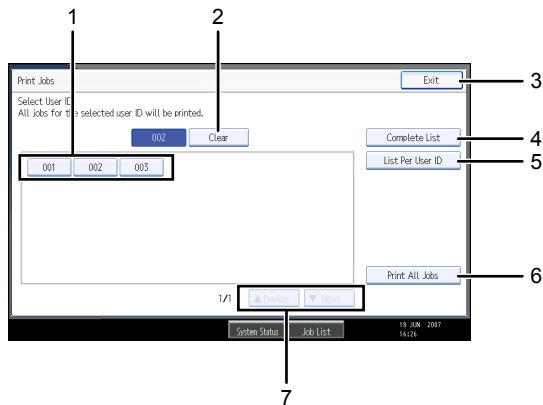 1
2
Print Jobs
Exit
3
Select User ID
All jobs for the selected user ID will be printed.
002
Clear
Complete List
4
001
002
003
List Per User ID
5
Print All Jobs
6
1/1
▲ Previous
▼ Next
System Status
Job List
18 JUN 2007
16:26
7